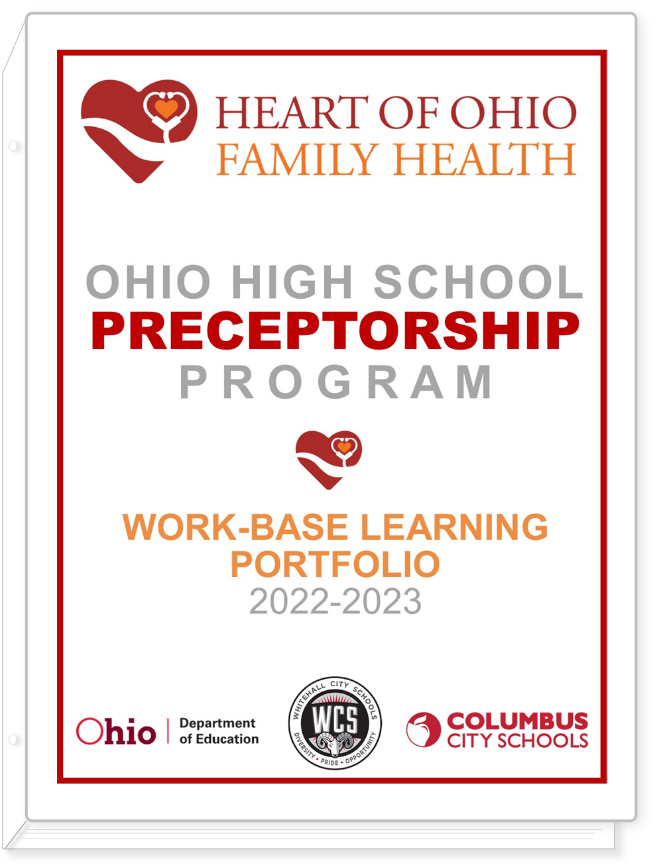 HEART OF OHIO
FAMILY HEALTH
OHIO HIGH SCHOOL
PRECEPTORSHIP
PROGRAM
WORK-BASE LEARNING
PORTFOLIO
2022-2023
Ohio
Department
of Education
WHITEHALL CITY SCHOOLS
WCS
DIVERSITY • PRIDE • OPPORTUNITY
COLUMBUS
CITY SCHOOLS